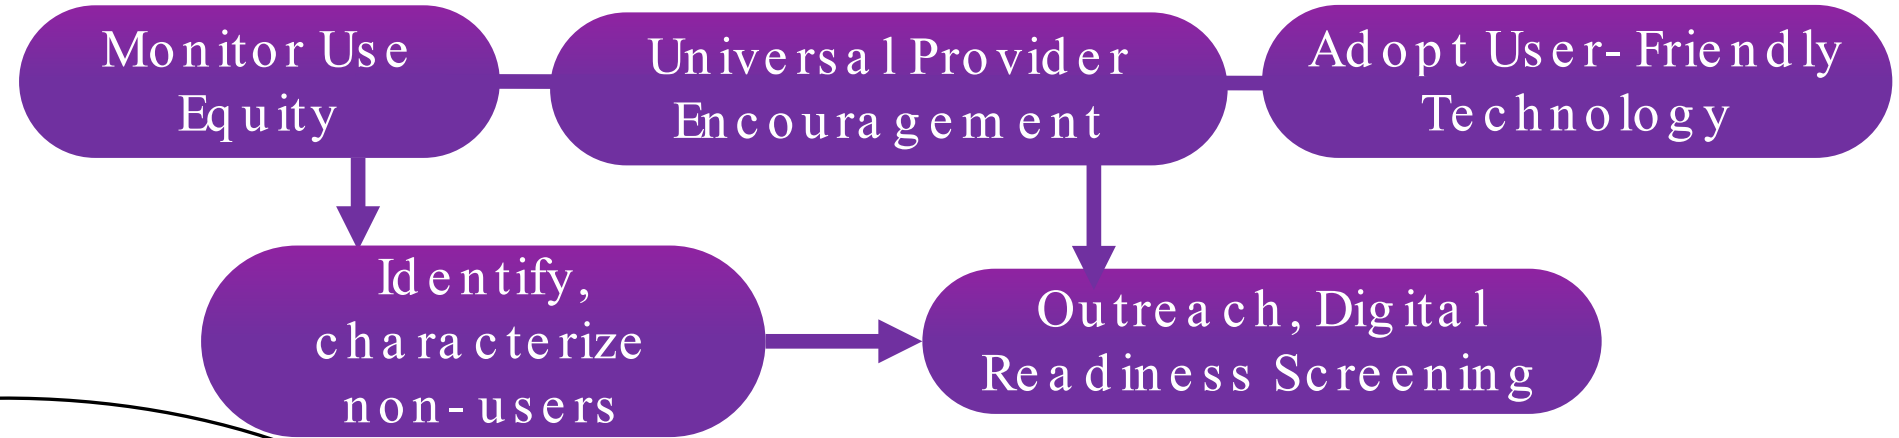 Monitor Use
Equity
Universal Provider
Encouragement
Adopt User-Friendly
Technology
Identify,
characterize
non-users
Outreach, Digital
Readiness Screening